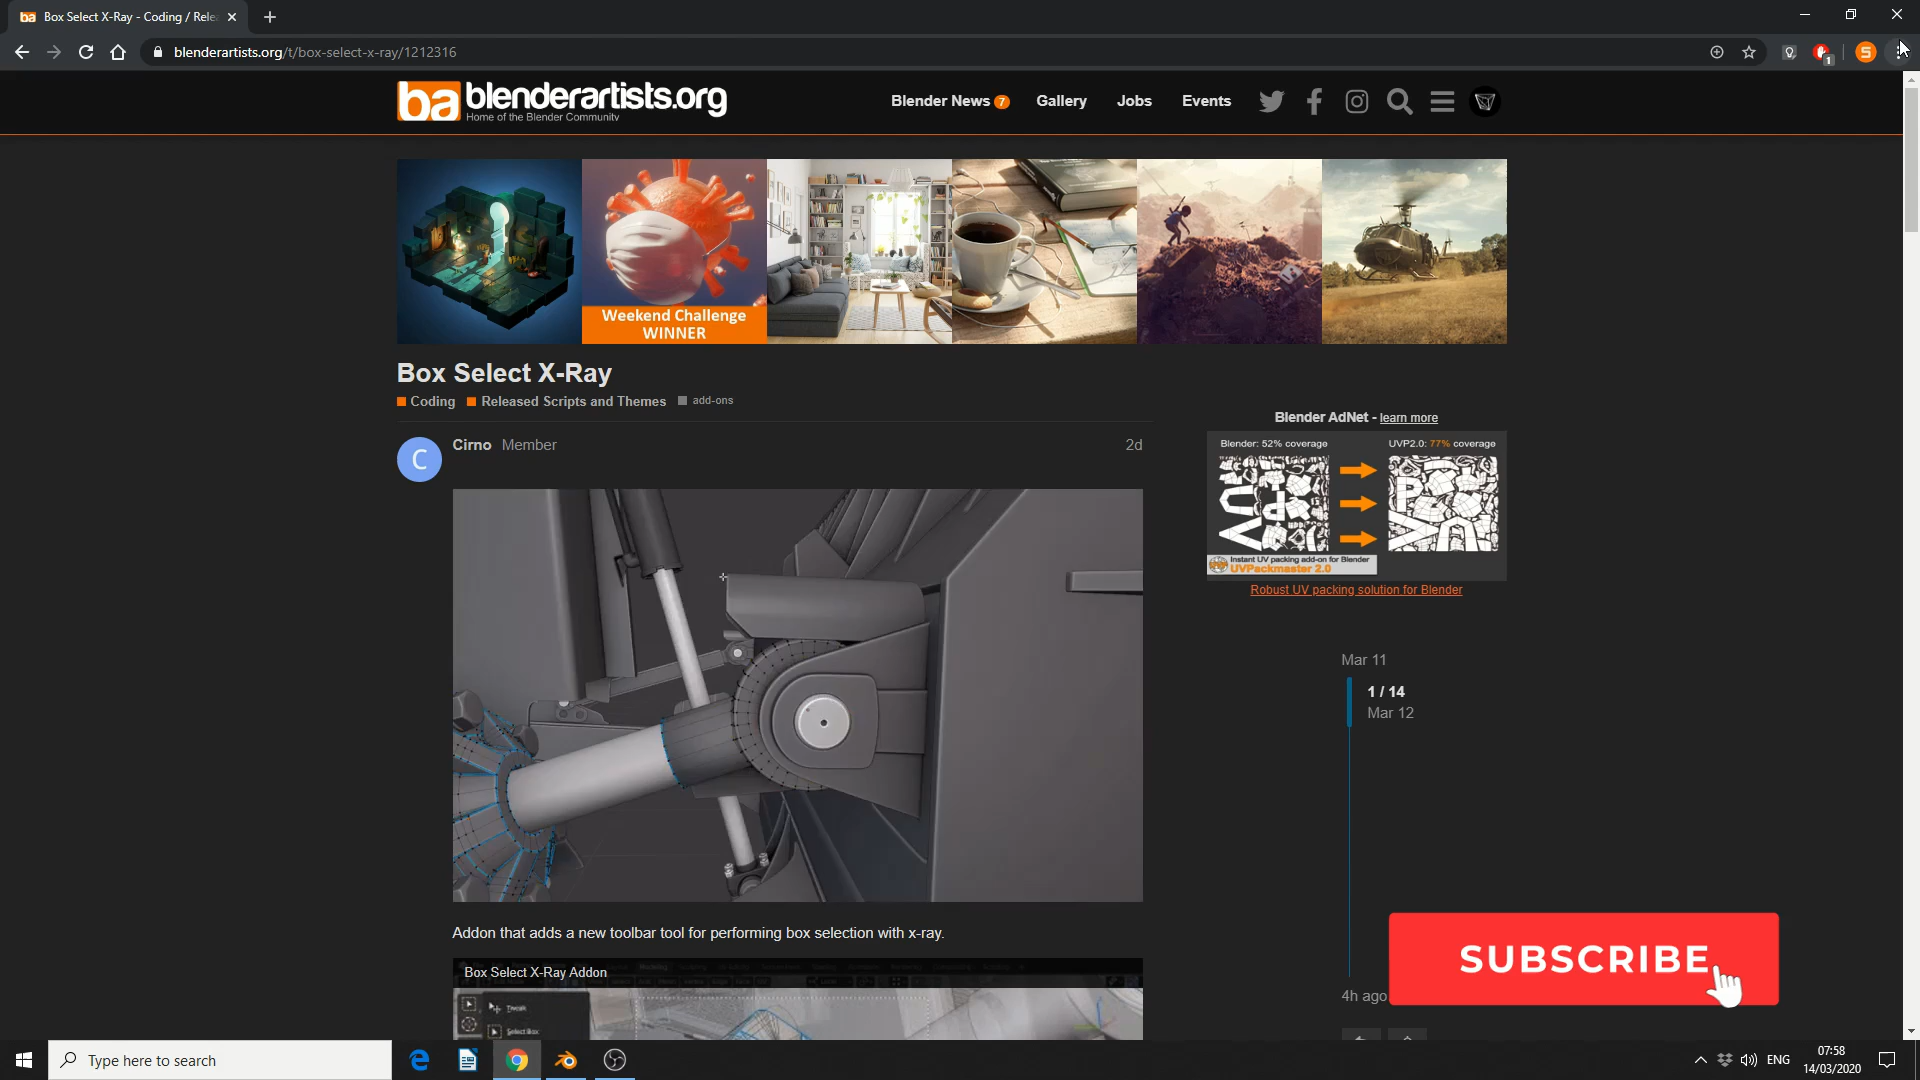 Box Select X-Ray - Coding / Rele
blenderartists.org/t/box-select-x-ray/1212316
S
1
ba blenderartists.org
Home of the Blender Community
Blender News 7
Gallery
Jobs
Events
Weekend Challenge
WINNER
Box Select X-Ray
Coding
Released Scripts and Themes
add-ons
C
Cirno Member
2d
Blender AdNet - learn more
Blender: 52% coverage
UVP2.0: 77% coverage
Instant UV packing add-on for Blender
UVPackmaster 2.0
Robust UV packing solution for Blender
Mar 11
1 / 14
Mar 12
4h ago
Addon that adds a new toolbar tool for performing box selection with x-ray.
Box Select X-Ray Addon
Tweak
Select Box
SUBSCRIBE
Type here to search
ENG
07:58
14/03/2020